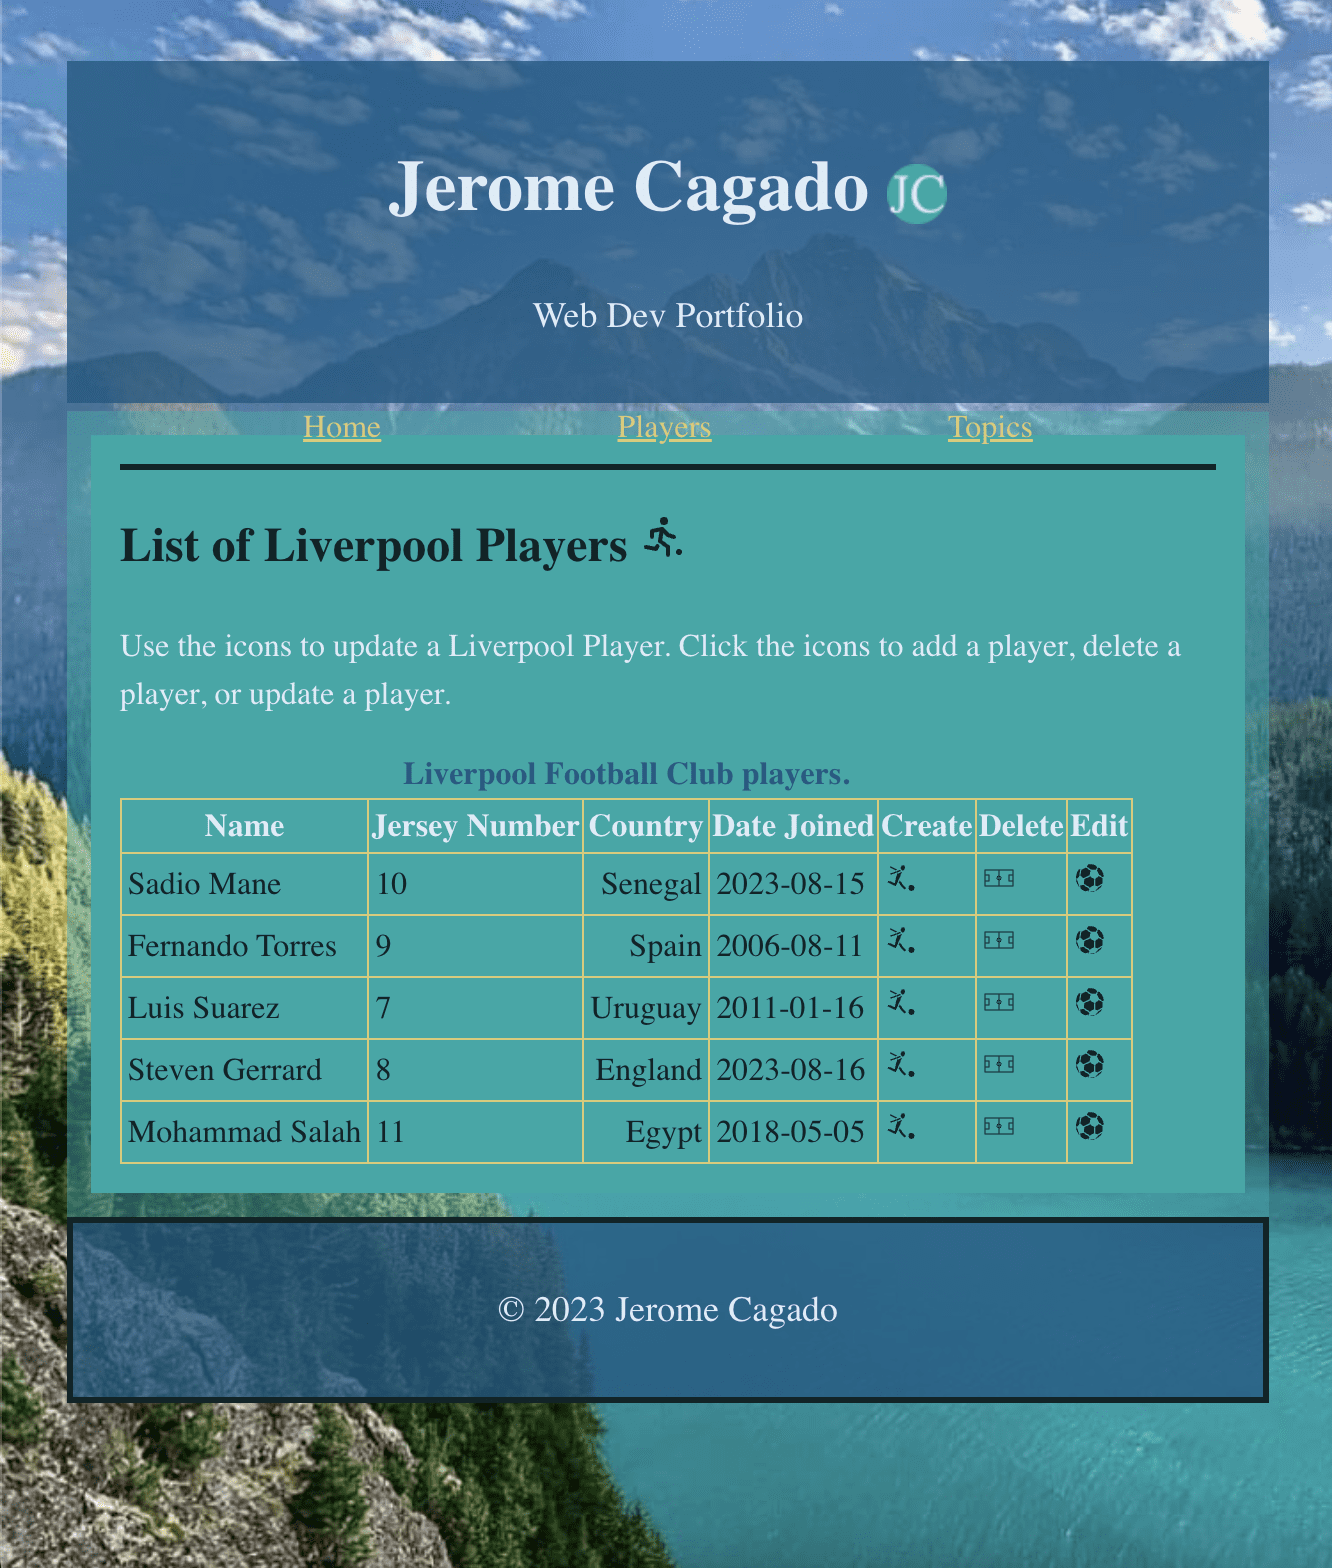 Jerome Cagado JC
Web Dev Portfolio
Home Players Topics
List of Liverpool Players
Use the icons to update a Liverpool Player. Click the icons to add a player, delete a
player, or update a player.
Liverpool Football Club players.
Name Jersey Number Country Date Joined Create Delete Edit
Sadio Mane 10 Senegal 2023-08-15
Fernando Torres 9 Spain 2006-08-11
Luis Suarez 7 Uruguay 2011-01-16
Steven Gerrard 8 England 2023-08-16
Mohammad Salah 11 Egypt 2018-05-05
© 2023 Jerome Cagado